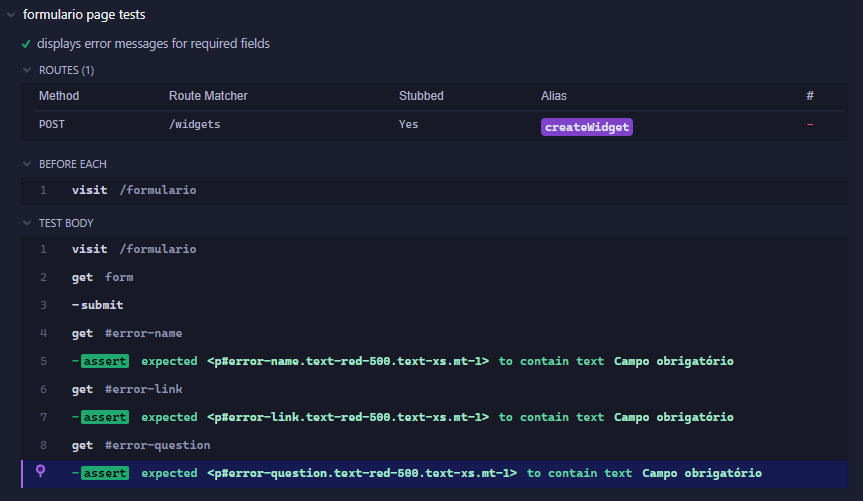 formulario page tests
displays error messages for required fields
ROUTES (1)
Method Route Matcher Stubbed Alias #
POST /widgets Yes createWidget -
BEFORE EACH
1 visit /formulario
TEST BODY
1 visit /formulario
2 get form
3 -submit
4 get #error-name
5 -assert expected <p#error-name.text-red-500.text-xs.mt-1> to contain text Campo obrigatório
6 get #error-link
7 -assert expected <p#error-link.text-red-500.text-xs.mt-1> to contain text Campo obrigatório
8 get #error-question
-assert expected <p#error-question.text-red-500.text-xs.mt-1> to contain text Campo obrigatório